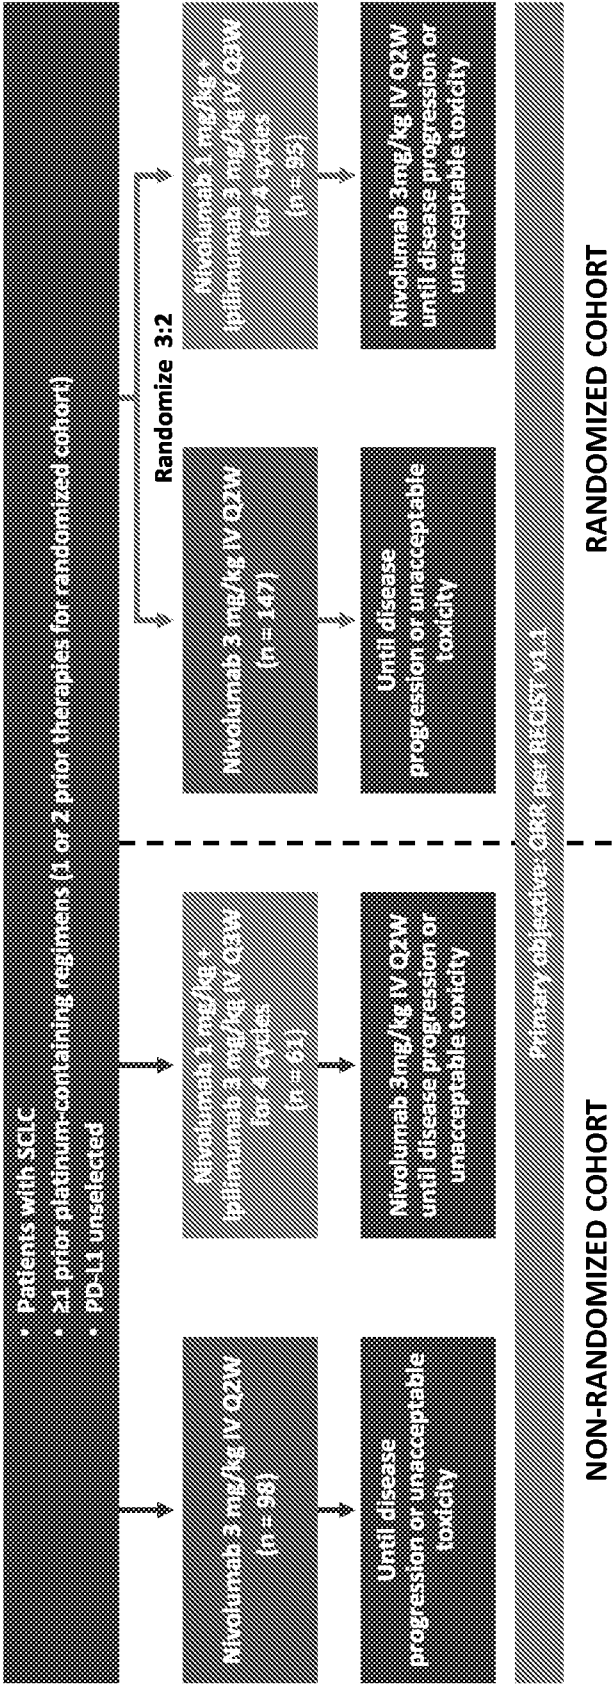 • Patients with SCLC
• ≥1 prior platinum-containing regimens (1 or 2 prior therapies for randomized cohort)
• PD-L1 unselected
Nivolumab 3 mg/kg IV Q2W
(n = 98)
Until disease
progression or unacceptable
toxicity
Nivolumab 1 mg/kg +
Ipilimumab 3 mg/kg IV Q3W
for 4 cycles
(n = 61)
Nivolumab 3mg/kg IV Q2W
until disease progression or
unacceptable toxicity
Randomize 3:2
Nivolumab 3 mg/kg IV Q2W
(n = 147)
Until disease
progression or unacceptable
toxicity
Nivolumab 1 mg/kg +
Ipilimumab 3 mg/kg IV Q3W
for 4 cycles
(n = 95)
Nivolumab 3mg/kg IV Q2W
until disease progression or
unacceptable toxicity
Primary objective: ORR per RECIST v1.1
NON-RANDOMIZED COHORT
RANDOMIZED COHORT